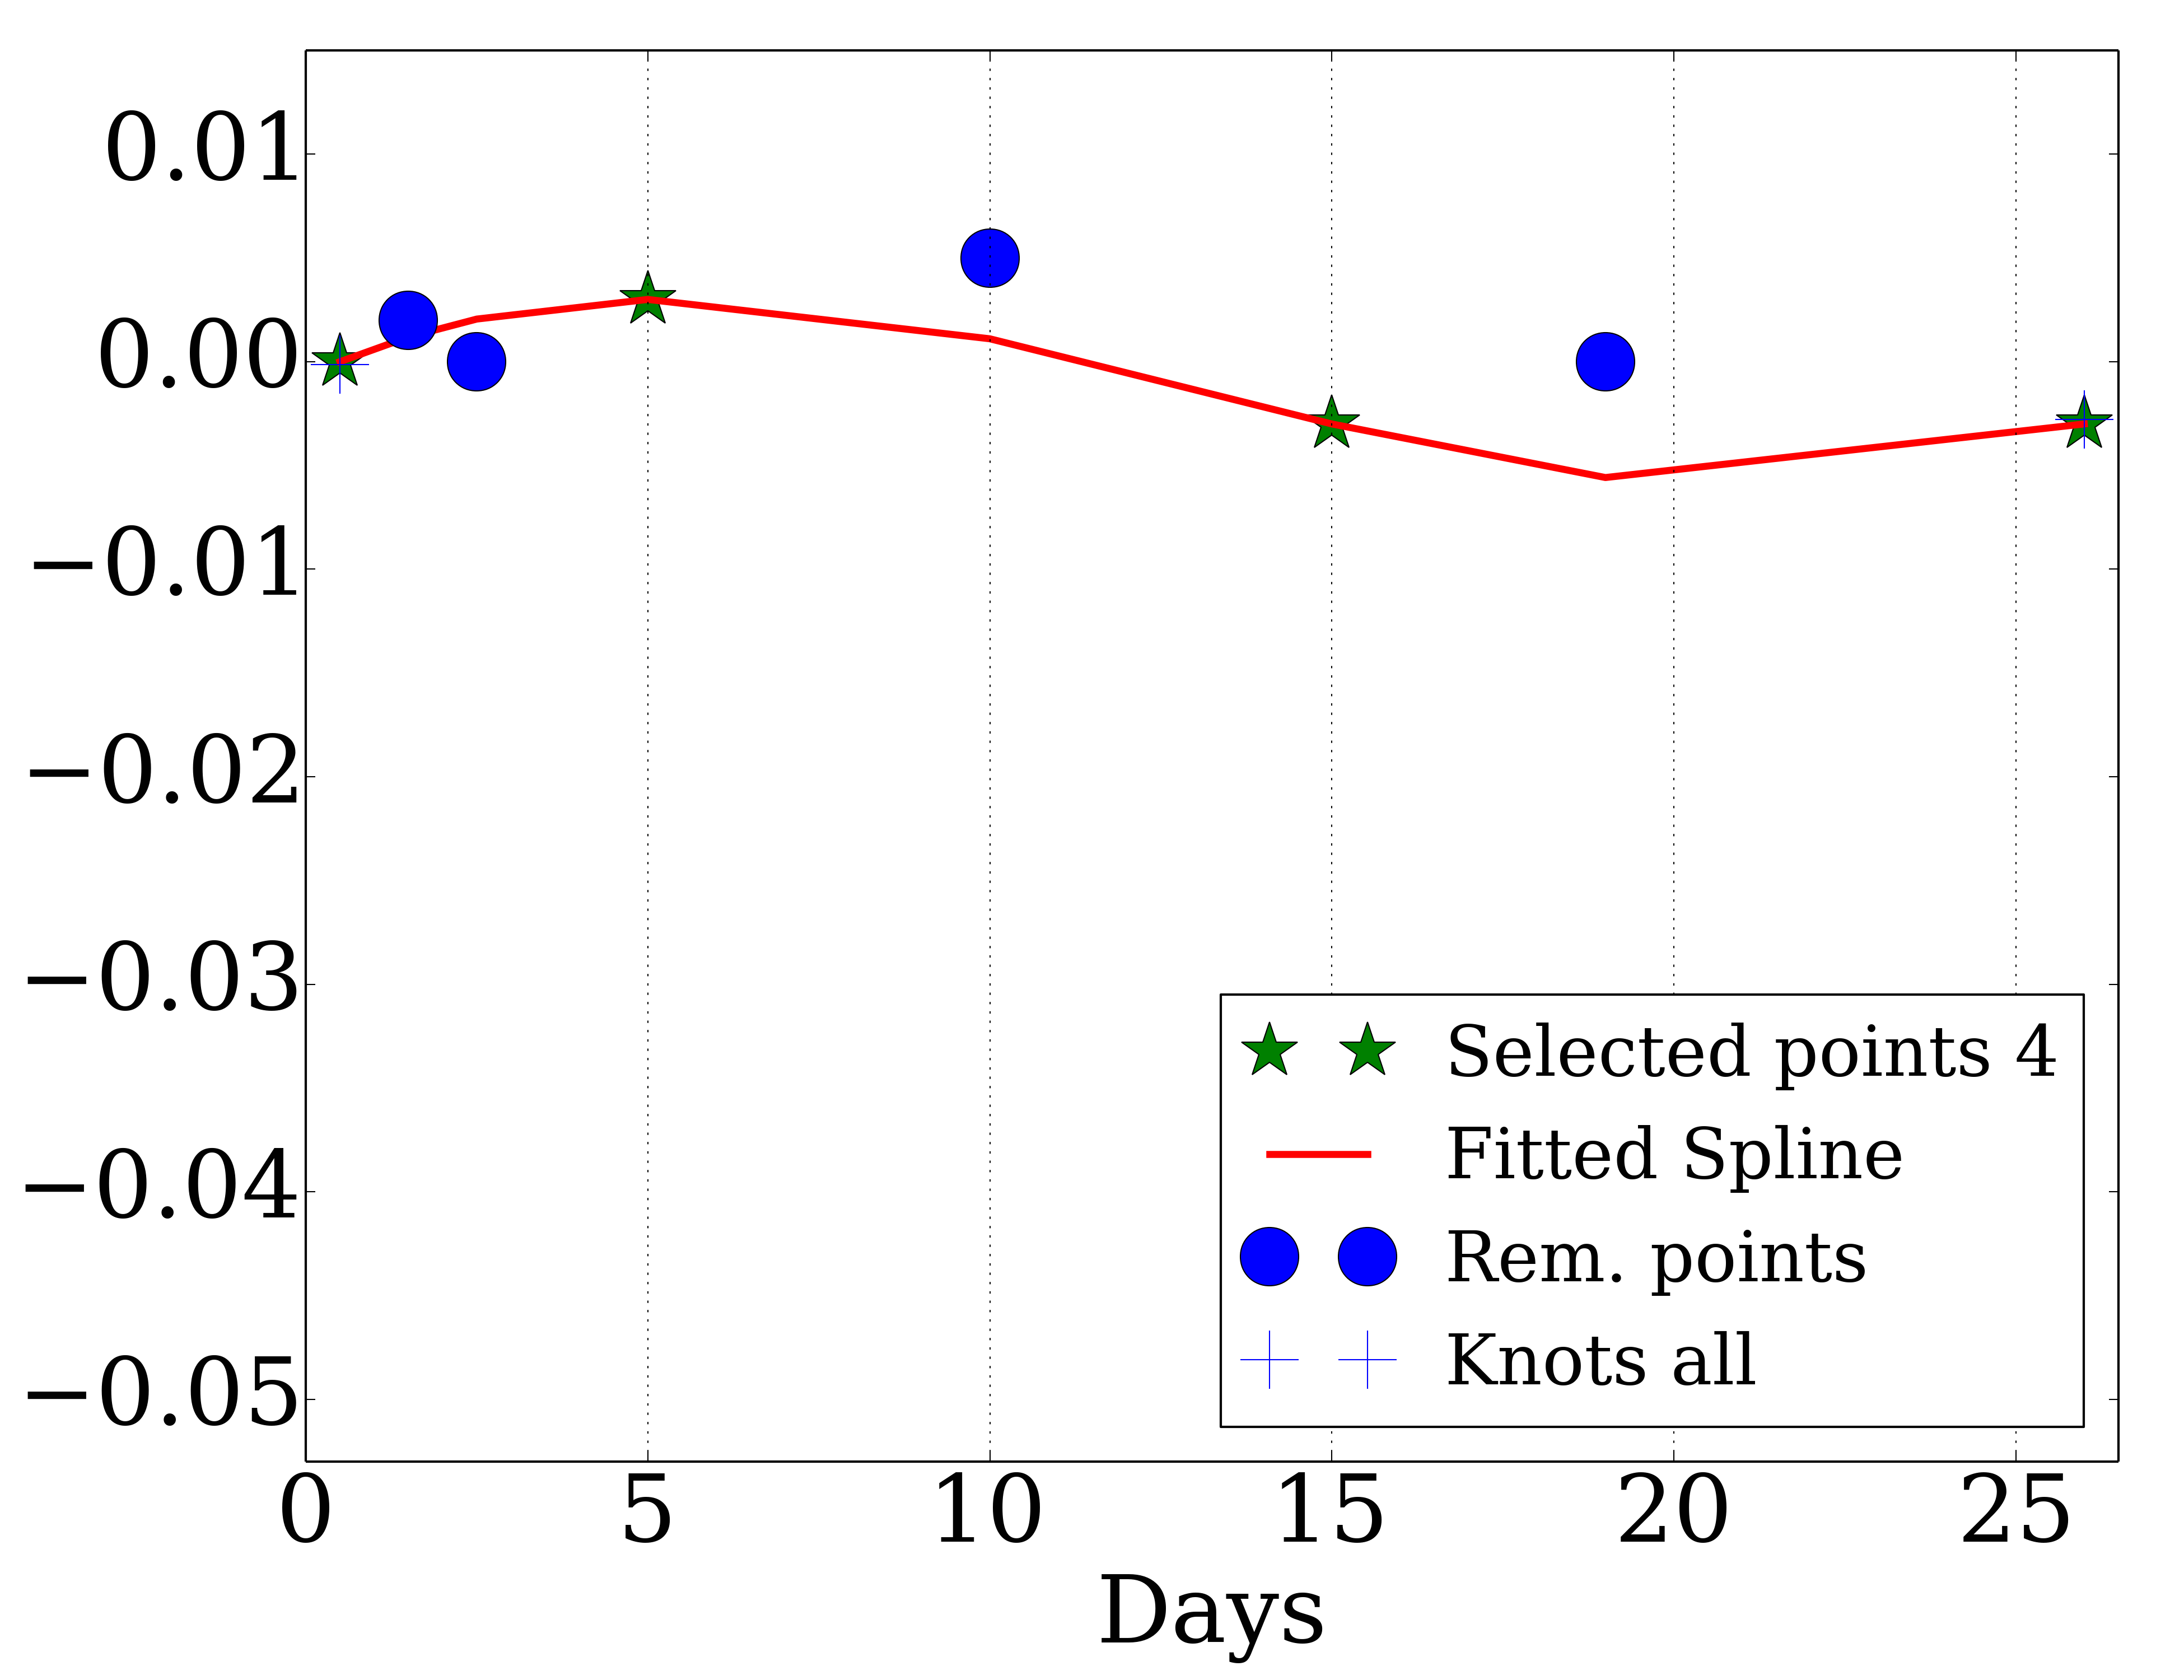 0.01
0.00
−0.01
−0.02
−0.03
−0.04
−0.05
Selected points 4
Fitted Spline
Rem. points
Knots all
0 5 10 15 20 25
Days